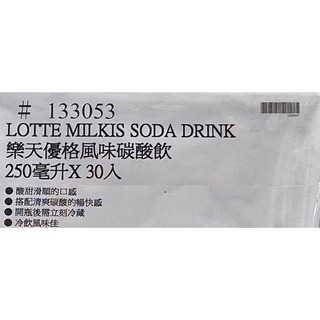 # 133053
LOTTE MILKIS SODA DRINK
樂天優格風味碳酸飲
250毫升X 30入
● 酸甜滑順的口感
● 搭配清爽碳酸的暢快感
● 開瓶後需立刻冷藏
● 冷飲風味佳